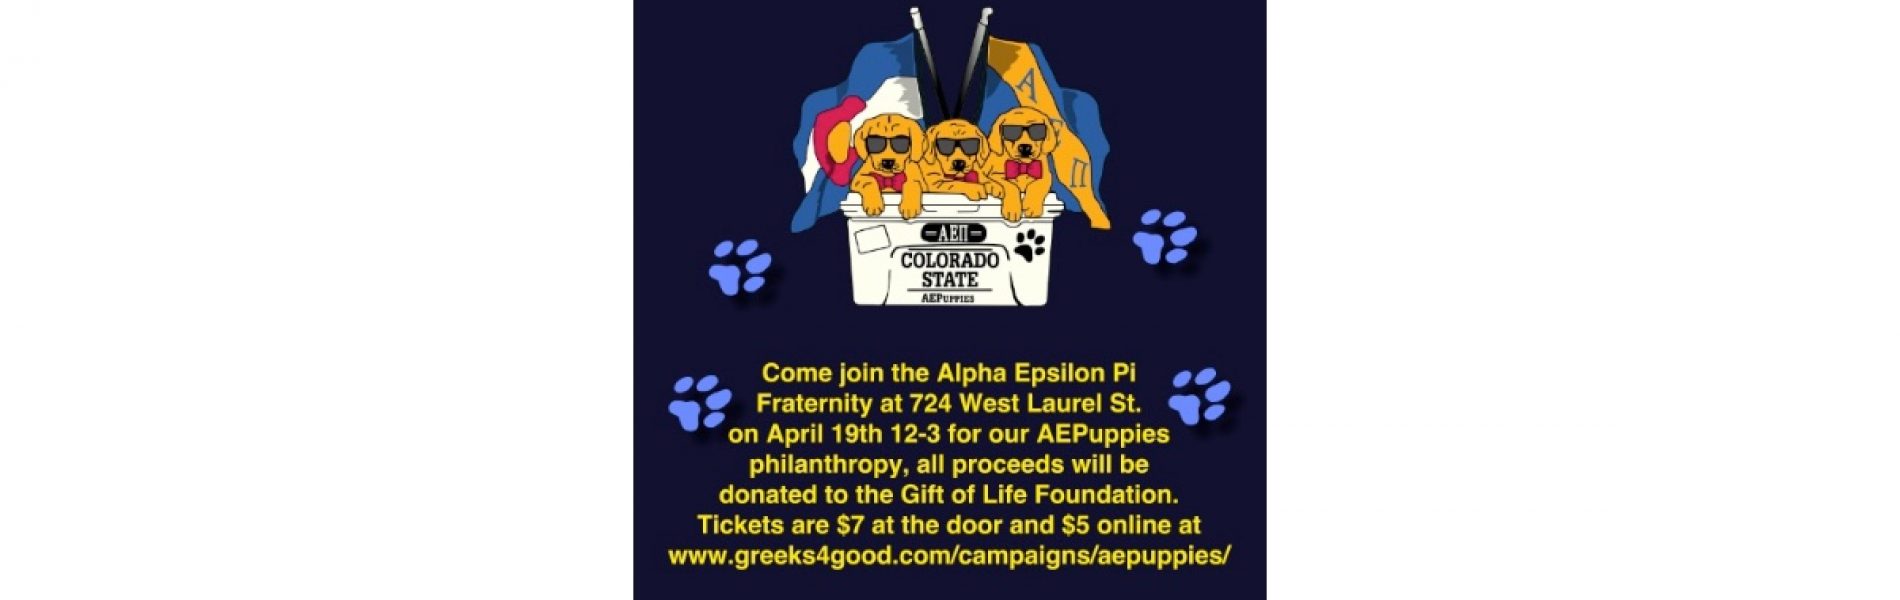 Α
Ε
Π
ΑΕΠ
COLORADO
STATE
AEPUPPIES
Come join the Alpha Epsilon Pi
Fraternity at 724 West Laurel St.
on April 19th 12-3 for our AEPuppies
philanthropy, all proceeds will be
donated to the Gift of Life Foundation.
Tickets are $7 at the door and $5 online at
www.greeks4good.com/campaigns/aepuppies/